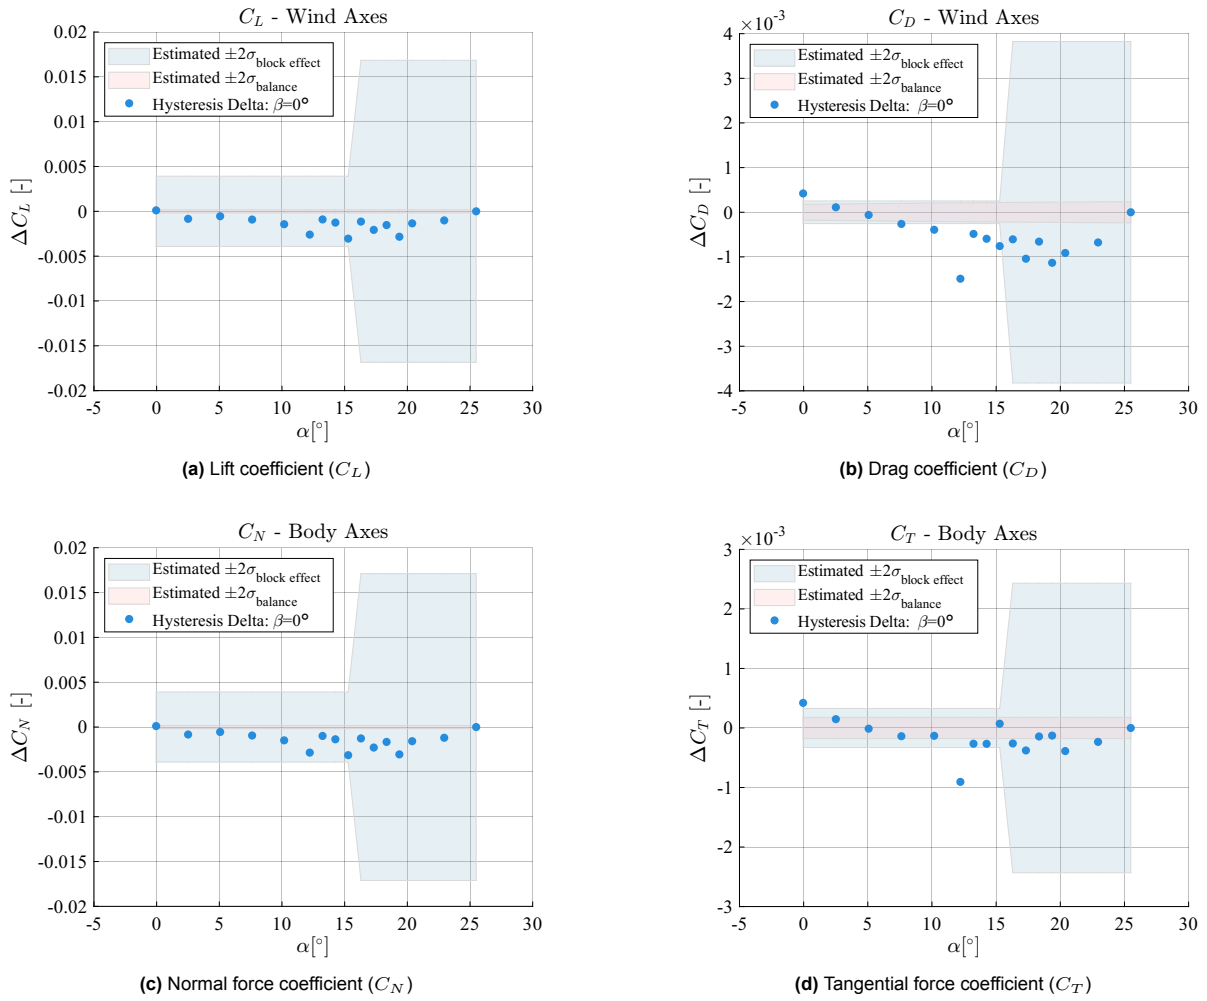 C_L - Wind Axes
0.02
0.015
0.01
0.005
0
-0.005
-0.01
-0.015
-0.02
ΔC_L [-]
Estimated ±2σ_block effect
Estimated ±2σ_balance
Hysteresis Delta: β=0°
-5 0 5 10 15 20 25 30
α[°]
(a) Lift coefficient (C_L)
C_D - Wind Axes
×10⁻³
4
3
2
1
0
-1
-2
-3
-4
ΔC_D [-]
Estimated ±2σ_block effect
Estimated ±2σ_balance
Hysteresis Delta: β=0°
-5 0 5 10 15 20 25 30
α[°]
(b) Drag coefficient (C_D)
C_N - Body Axes
0.02
0.015
0.01
0.005
0
-0.005
-0.01
-0.015
-0.02
ΔC_N [-]
Estimated ±2σ_block effect
Estimated ±2σ_balance
Hysteresis Delta: β=0°
-5 0 5 10 15 20 25 30
α[°]
(c) Normal force coefficient (C_N)
C_T - Body Axes
×10⁻³
3
2
1
0
-1
-2
-3
ΔC_T [-]
Estimated ±2σ_block effect
Estimated ±2σ_balance
Hysteresis Delta: β=0°
-5 0 5 10 15 20 25 30
α[°]
(d) Tangential force coefficient (C_T)